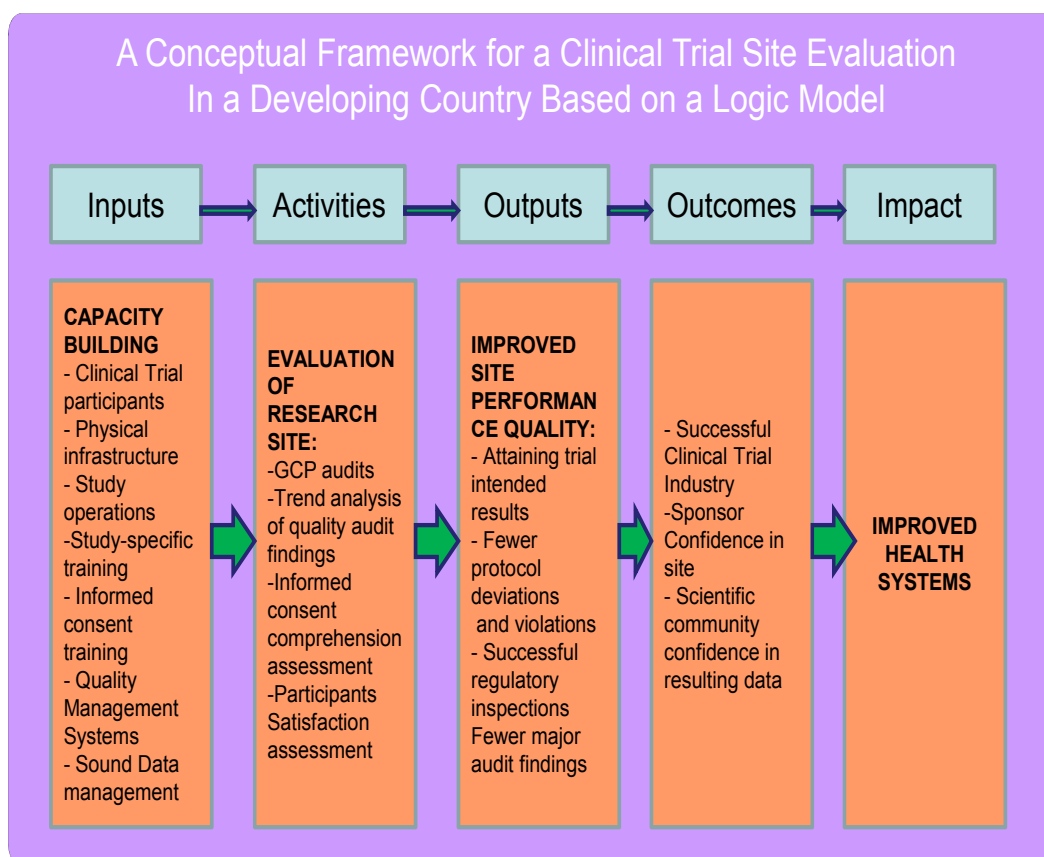 A Conceptual Framework for a Clinical Trial Site Evaluation
In a Developing Country Based on a Logic Model
Inputs
Activities
Outputs
Outcomes
Impact
CAPACITY
BUILDING
- Clinical Trial
participants
- Physical
infrastructure
- Study
operations
-Study-specific
training
- Informed
consent
training
- Quality
Management
Systems
- Sound Data
management
EVALUATION
OF
RESEARCH
SITE:
-GCP audits
-Trend analysis
of quality audit
findings
-Informed
consent
comprehension
assessment
-Participants
Satisfaction
assessment
IMPROVED
SITE
PERFORMAN
CE QUALITY:
- Attaining trial
intended
results
- Fewer
protocol
deviations
and violations
- Successful
regulatory
inspections
Fewer major
audit findings
- Successful
Clinical Trial
Industry
-Sponsor
Confidence in
site
- Scientific
community
confidence in
resulting data
IMPROVED
HEALTH
SYSTEMS